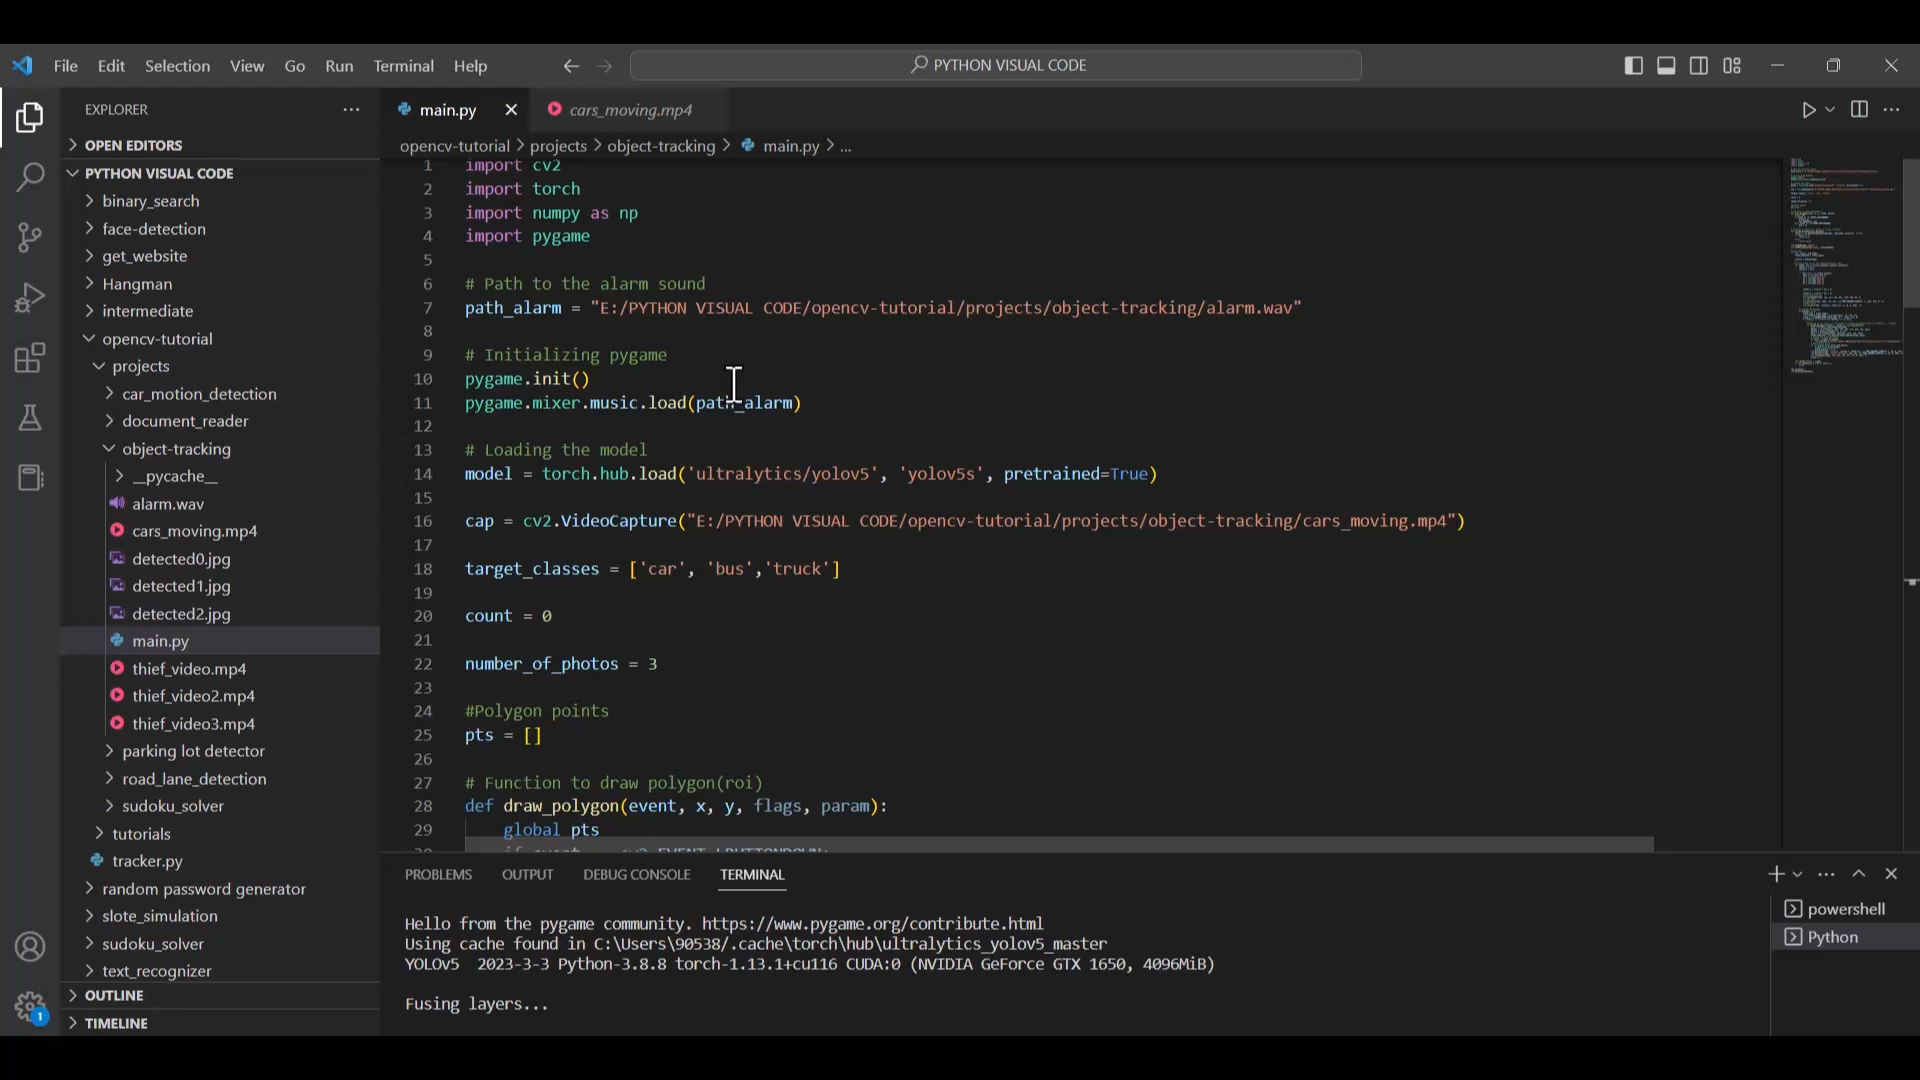 File Edit Selection View Go Run Terminal Help
PYTHON VISUAL CODE
EXPLORER
OPEN EDITORS
PYTHON VISUAL CODE
binary_search
face-detection
get_website
Hangman
intermediate
opencv-tutorial
projects
car_motion_detection
document_reader
object-tracking
__pycache__
alarm.wav
cars_moving.mp4
detected0.jpg
detected1.jpg
detected2.jpg
main.py
thief_video.mp4
thief_video2.mp4
thief_video3.mp4
parking lot detector
road_lane_detection
sudoku_solver
tutorials
tracker.py
random password generator
slote_simulation
sudoku_solver
text_recognizer
OUTLINE
TIMELINE
1
main.py cars_moving.mp4
opencv-tutorial > projects > object-tracking > main.py > ...
1 import cv2
2 import torch
3 import numpy as np
4 import pygame
5
6 # Path to the alarm sound
7 path_alarm = "E:/PYTHON VISUAL CODE/opencv-tutorial/projects/object-tracking/alarm.wav"
8
9 # Initializing pygame
10 pygame.init()
11 pygame.mixer.music.load(path_alarm)
12
13 # Loading the model
14 model = torch.hub.load('ultralytics/yolov5', 'yolov5s', pretrained=True)
15
16 cap = cv2.VideoCapture("E:/PYTHON VISUAL CODE/opencv-tutorial/projects/object-tracking/cars_moving.mp4")
17
18 target_classes = ['car', 'bus','truck']
19
20 count = 0
21
22 number_of_photos = 3
23
24 #Polygon points
25 pts = []
26
27 # Function to draw polygon(roi)
28 def draw_polygon(event, x, y, flags, param):
29 global pts
PROBLEMS OUTPUT DEBUG CONSOLE TERMINAL
Hello from the pygame community. https://www.pygame.org/contribute.html
Using cache found in C:\Users\90538/.cache\torch\hub\ultralytics_yolov5_master
YOLOv5  2023-3-3 Python-3.8.8 torch-1.13.1+cu116 CUDA:0 (NVIDIA GeForce GTX 1650, 4096MiB)
Fusing layers...
powershell
Python